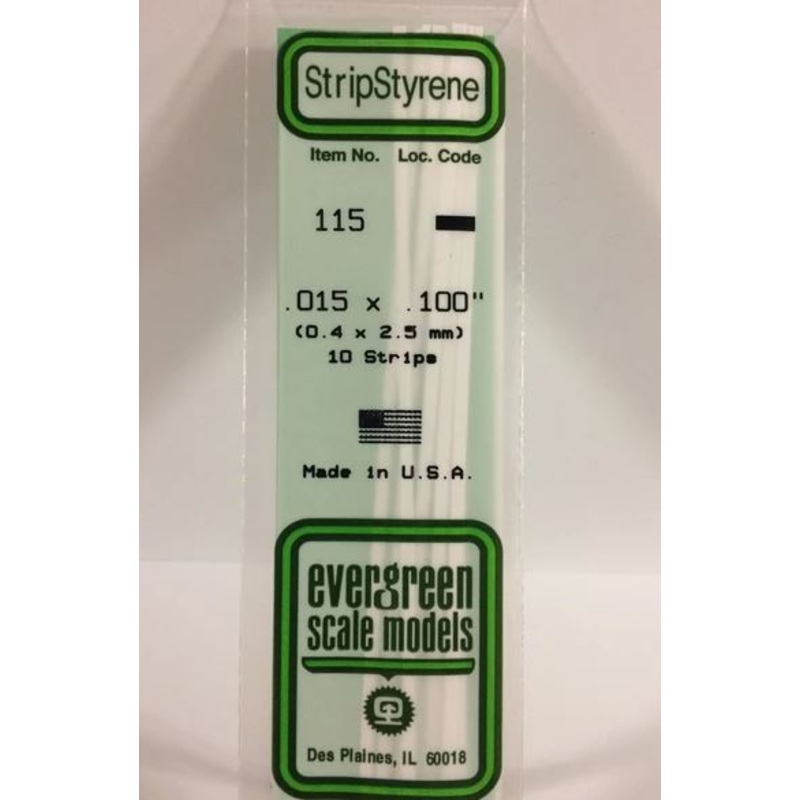 StripStyrene
Item No. Loc. Code
115
.015 x .100"
(0.4 x 2.5 mm)
10 Strips
Made in U.S.A.
evergreen
scale models
Des Plaines, IL 60018